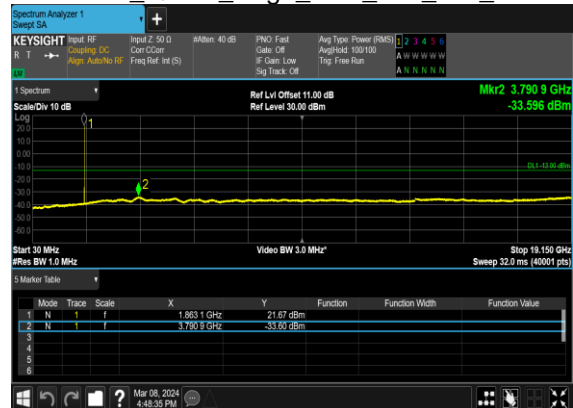 Spectrum Analyzer 1
Swept SA
KEYSIGHT Input: RF Input Z: 50 Ω #Atten: 40 dB PNO: Fast Avg Type: Power (RMS) 1 2 3 4 5 6
R T Coupling: DC Corr CCorr Gate: Off Avg|Hold: 100/100 A W W W W W
Align: Auto/No RF Freq Ref: Int (S) IF Gain: Low Trig: Free Run
LW Sig Track: Off A N N N N N
1 Spectrum Ref Lvl Offset 11.00 dB Mkr2 3.790 9 GHz
Scale/Div 10 dB Ref Level 30.00 dBm -33.596 dBm
Log
20.0 1
10.0
0.00
-10.0 DL1 -13.00 dBm
-20.0
-30.0 2
-40.0
-50.0
-60.0
Start 30 MHz Video BW 3.0 MHz* Stop 19.150 GHz
#Res BW 1.0 MHz Sweep 32.0 ms (40001 pts)
5 Marker Table
Mode Trace Scale X Y Function Function Width Function Value
1 N 1 f 1.863 1 GHz 21.67 dBm
2 N 1 f 3.790 9 GHz -33.60 dBm
3
4
5
6
? Mar 08, 2024
4:48:35 PM